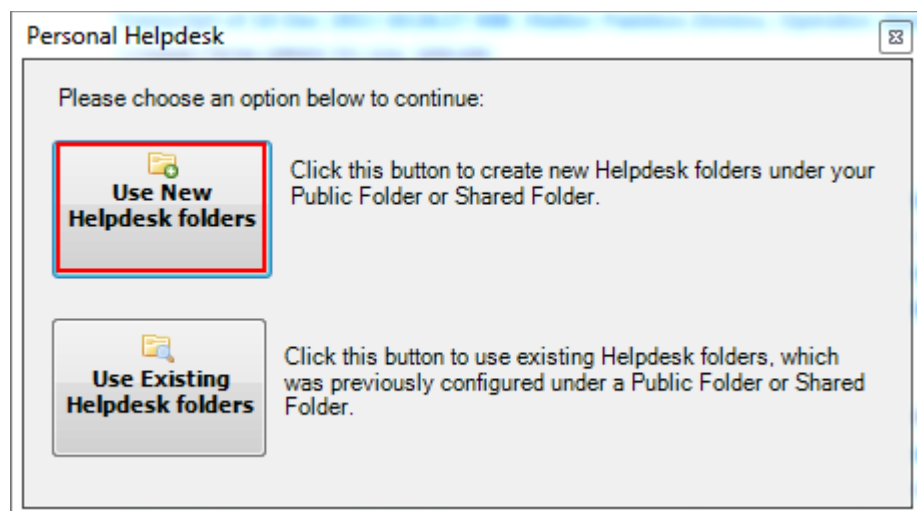 Personal Helpdesk
Please choose an option below to continue:
Use New
Helpdesk folders
Click this button to create new Helpdesk folders under your
Public Folder or Shared Folder.
Use Existing
Helpdesk folders
Click this button to use existing Helpdesk folders, which
was previously configured under a Public Folder or Shared
Folder.